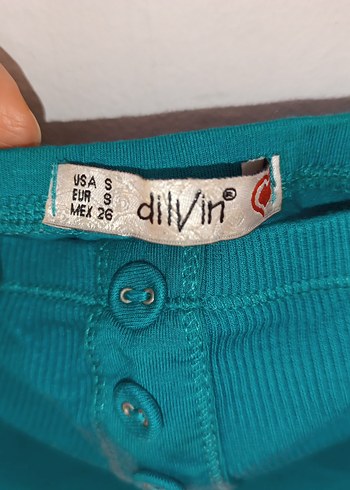 USA S
EUR S
MEX 26
dilvin®